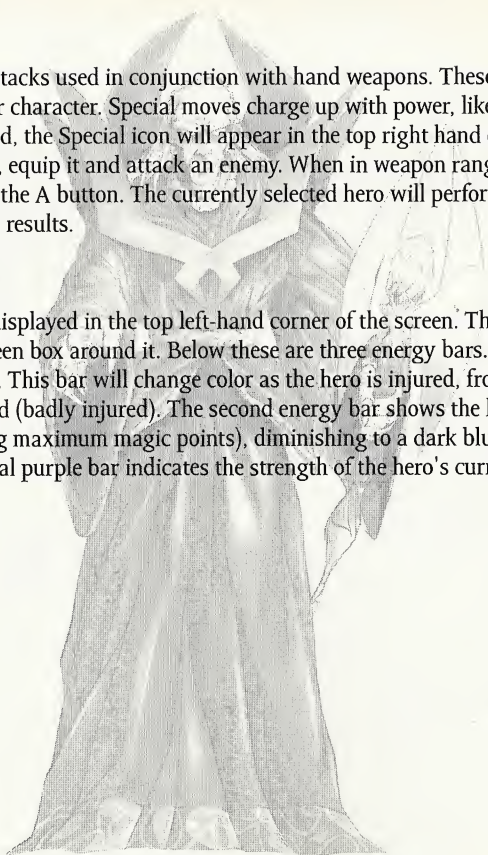 tacks used in conjunction with hand weapons. These
r character. Special moves charge up with power, like
d, the Special icon will appear in the top right hand
, equip it and attack an enemy. When in weapon rang
the A button. The currently selected hero will perfor
results.
isplayed in the top left-hand corner of the screen. Th
een box around it. Below these are three energy bars.
. This bar will change color as the hero is injured, fro
d (badly injured). The second energy bar shows the
g maximum magic points), diminishing to a dark blu
al purple bar indicates the strength of the hero's curr